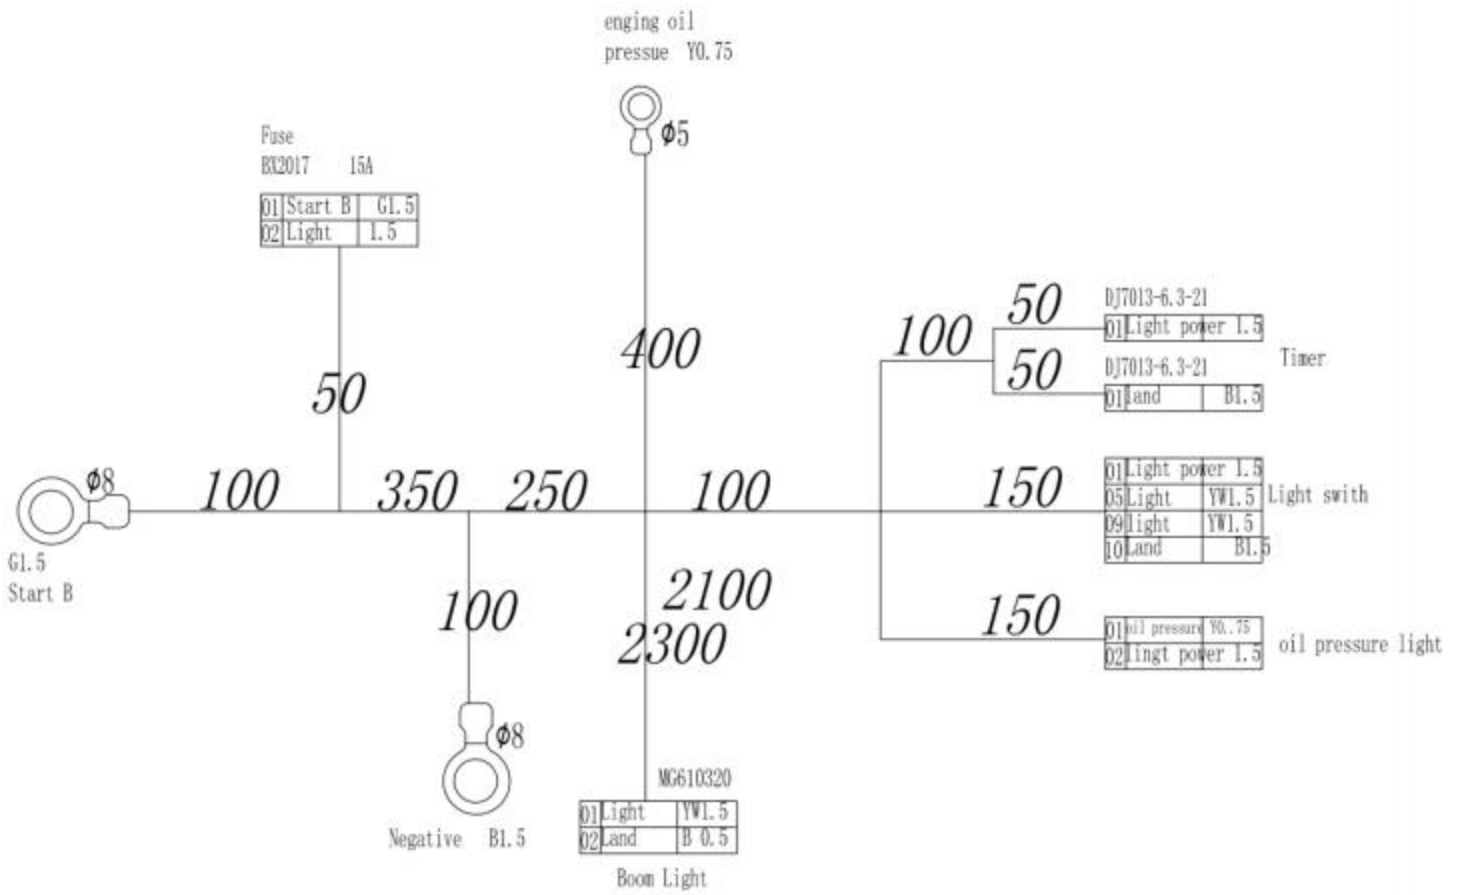 enging oil
pressue Y0.75
ϕ5
Fuse
BX2017 15A
01 Start B G1.5
02 Light 1.5
50
400
100
50
DJ7013-6.3-21
01 Light power 1.5
50
DJ7013-6.3-21
01 land B1.5
Timer
ϕ8
G1.5
Start B
100
350
250
100
150
01 Light power 1.5
05 Light YW1.5
09 light YW1.5
10 Land B1.5
Light swith
100
2100
2300
150
01 oil pressure Y0..75
02 lingt power 1.5
oil pressure light
ϕ8
Negative B1.5
MG610320
01 Light YW1.5
02 Land B 0.5
Boom Light